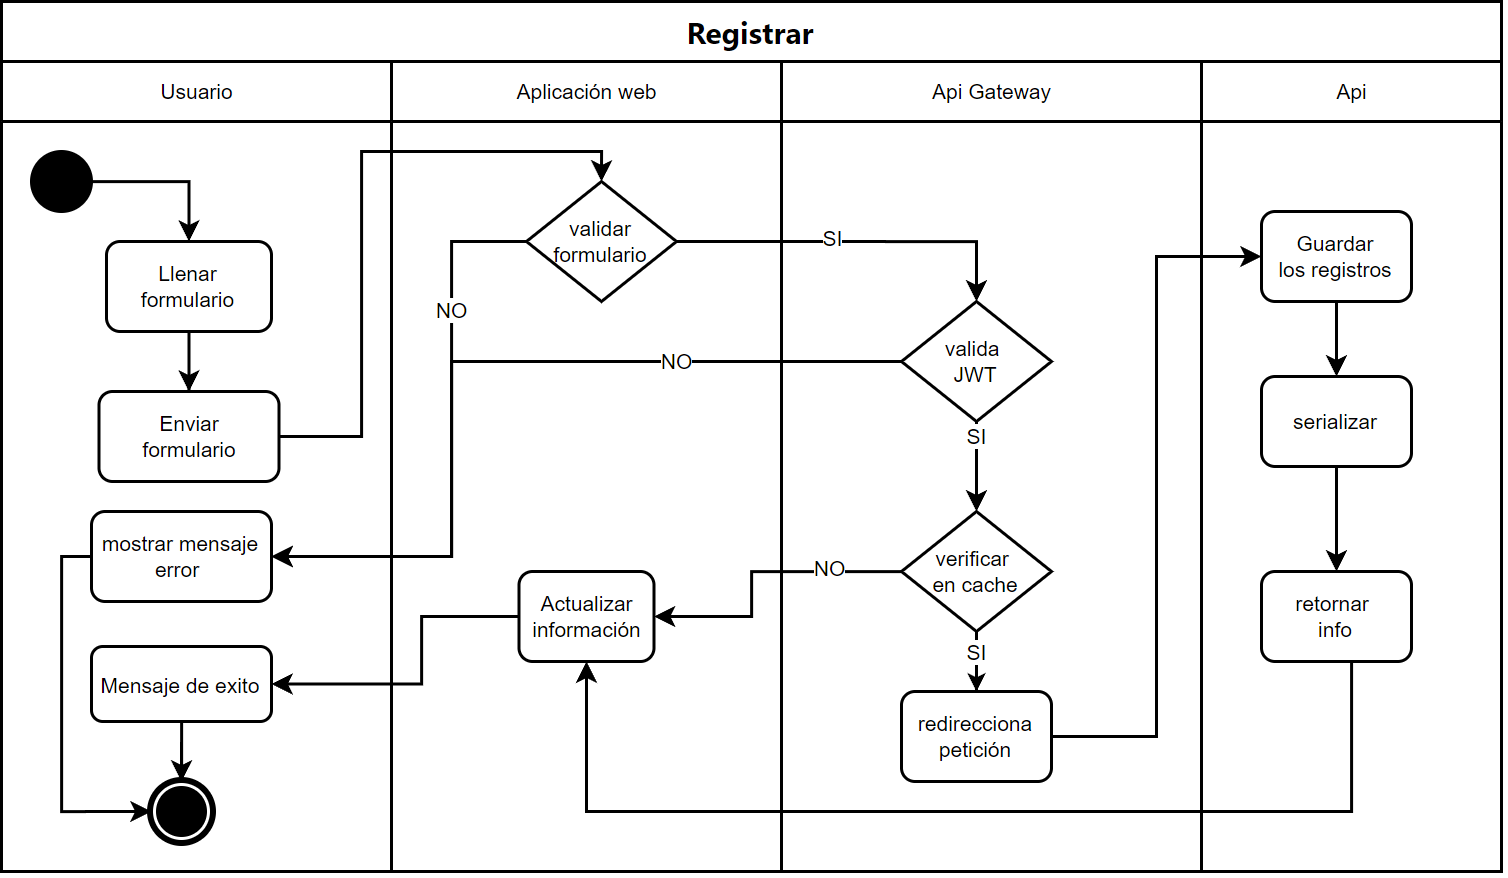 Registrar
Usuario
Aplicación web
Api Gateway
Api
Llenar
formulario
Enviar
formulario
mostrar mensaje
error
Mensaje de exito
validar
formulario
NO
SI
NO
Actualizar
información
valida
JWT
SI
verificar
en cache
NO
SI
redirecciona
petición
Guardar
los registros
serializar
retornar
info